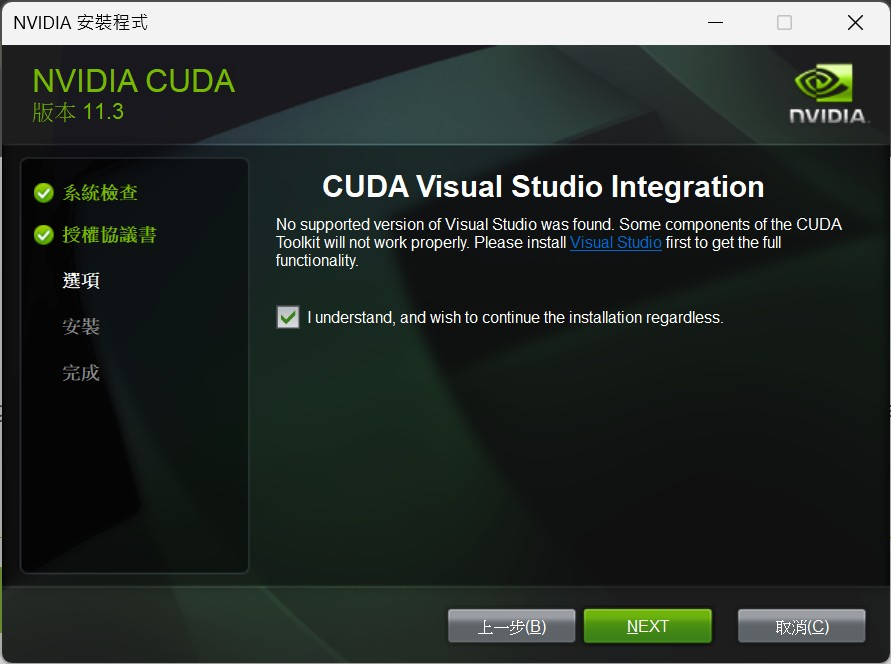 NVIDIA 安裝程式
NVIDIA CUDA
版本 11.3
NVIDIA.
系統檢查
授權協議書
選項
安裝
完成
CUDA Visual Studio Integration
No supported version of Visual Studio was found. Some components of the CUDA
Toolkit will not work properly. Please install Visual Studio first to get the full
functionality.
I understand, and wish to continue the installation regardless.
上一步(B)
NEXT
取消(C)